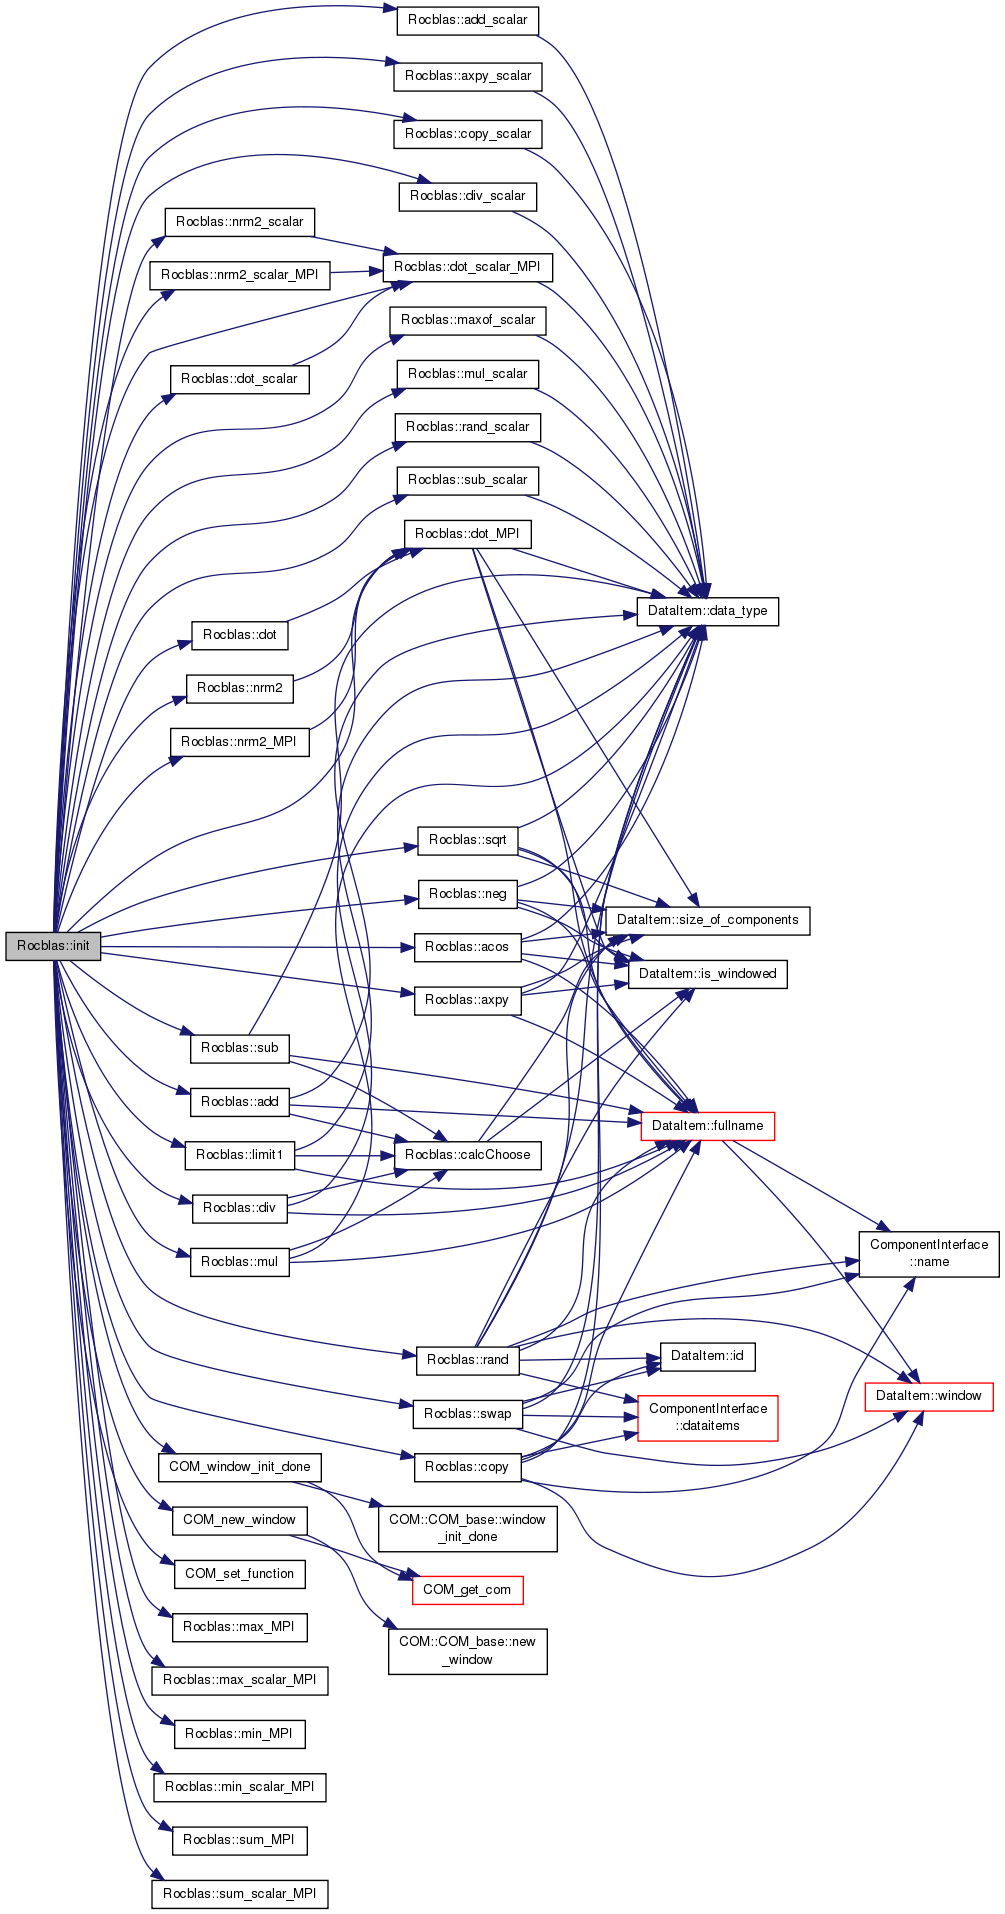 Rocblas::add_scalar
Rocblas::axpy_scalar
Rocblas::copy_scalar
Rocblas::div_scalar
Rocblas::nrm2_scalar
Rocblas::dot_scalar_MPI
Rocblas::nrm2_scalar_MPI
Rocblas::maxof_scalar
Rocblas::dot_scalar
Rocblas::mul_scalar
Rocblas::rand_scalar
Rocblas::sub_scalar
Rocblas::dot_MPI
DataItem::data_type
Rocblas::dot
Rocblas::nrm2
Rocblas::nrm2_MPI
Rocblas::sqrt
Rocblas::neg
DataItem::size_of_components
Rocblas::init
Rocblas::acos
DataItem::is_windowed
Rocblas::axpy
Rocblas::sub
Rocblas::add
DataItem::fullname
Rocblas::limit1
Rocblas::calcChoose
Rocblas::div
Rocblas::mul
ComponentInterface
::name
Rocblas::rand
DataItem::id
DataItem::window
Rocblas::swap
ComponentInterface
::dataitems
COM_window_init_done
Rocblas::copy
COM_new_window
COM::COM_base::window
_init_done
COM_set_function
COM_get_com
Rocblas::max_MPI
COM::COM_base::new
_window
Rocblas::max_scalar_MPI
Rocblas::min_MPI
Rocblas::min_scalar_MPI
Rocblas::sum_MPI
Rocblas::sum_scalar_MPI